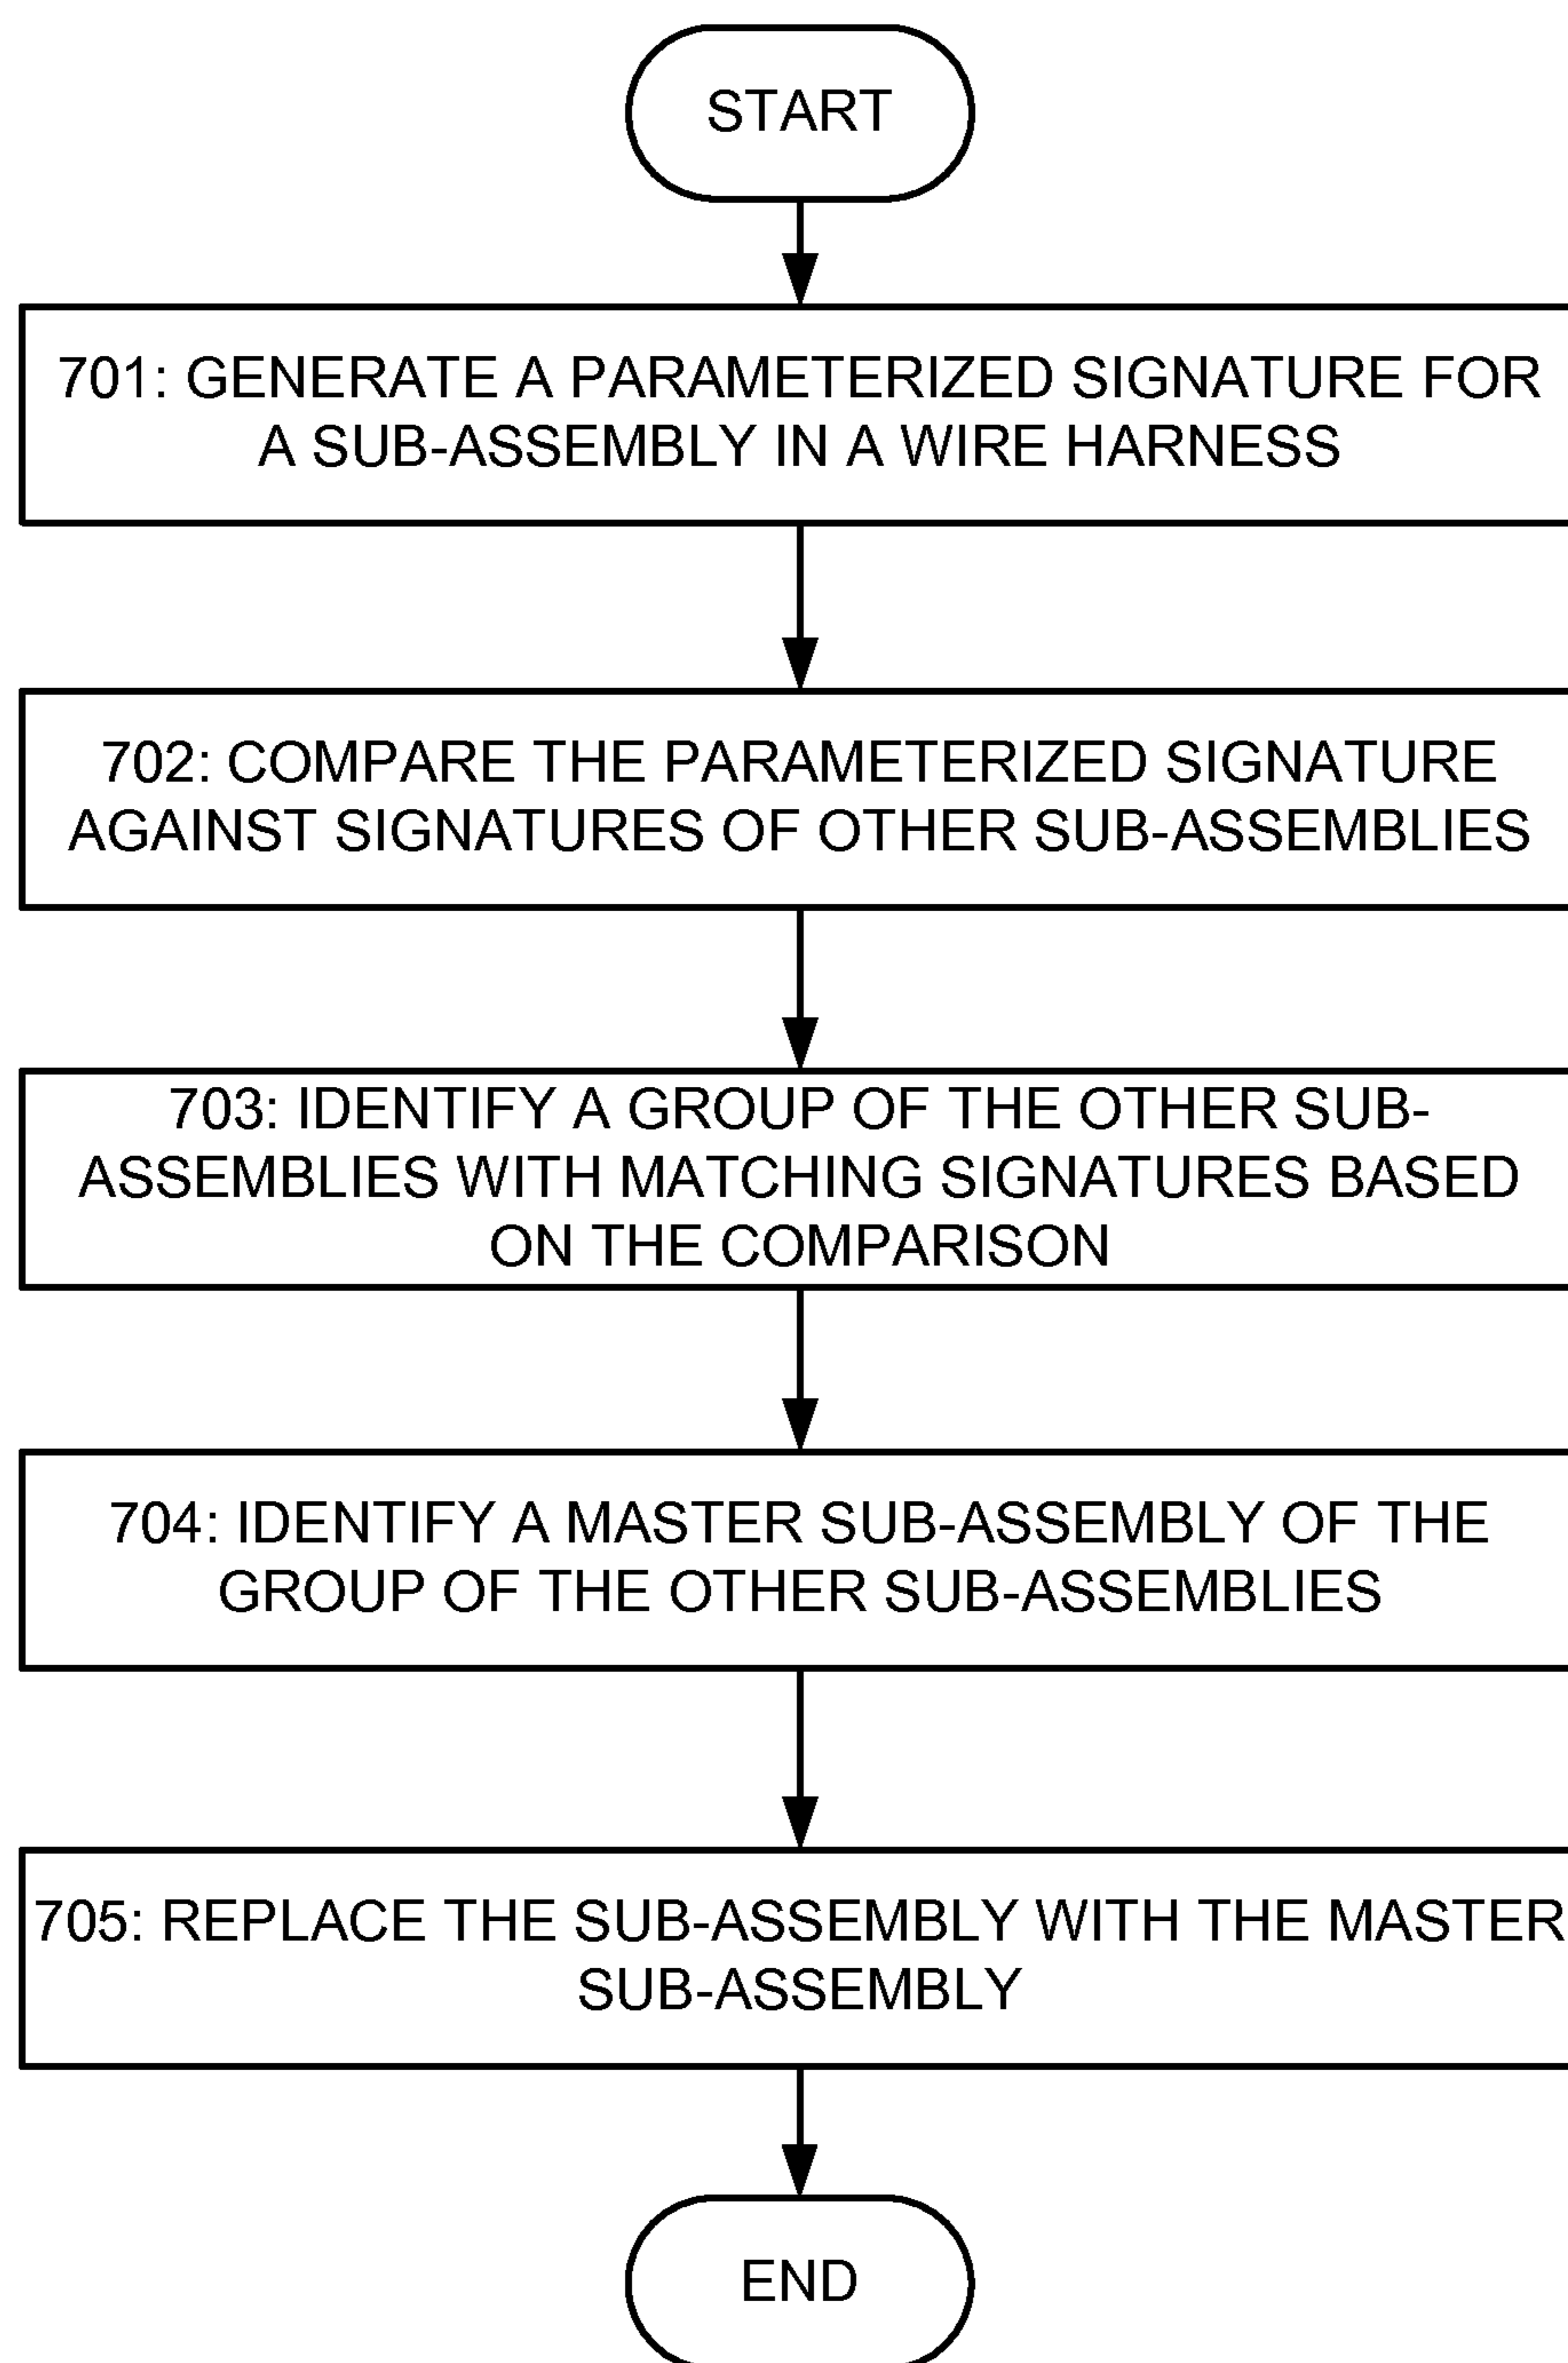 START
701: GENERATE A PARAMETERIZED SIGNATURE FOR
A SUB-ASSEMBLY IN A WIRE HARNESS
702: COMPARE THE PARAMETERIZED SIGNATURE
AGAINST SIGNATURES OF OTHER SUB-ASSEMBLIES
703: IDENTIFY A GROUP OF THE OTHER SUB-
ASSEMBLIES WITH MATCHING SIGNATURES BASED
ON THE COMPARISON
704: IDENTIFY A MASTER SUB-ASSEMBLY OF THE
GROUP OF THE OTHER SUB-ASSEMBLIES
705: REPLACE THE SUB-ASSEMBLY WITH THE MASTER
SUB-ASSEMBLY
END